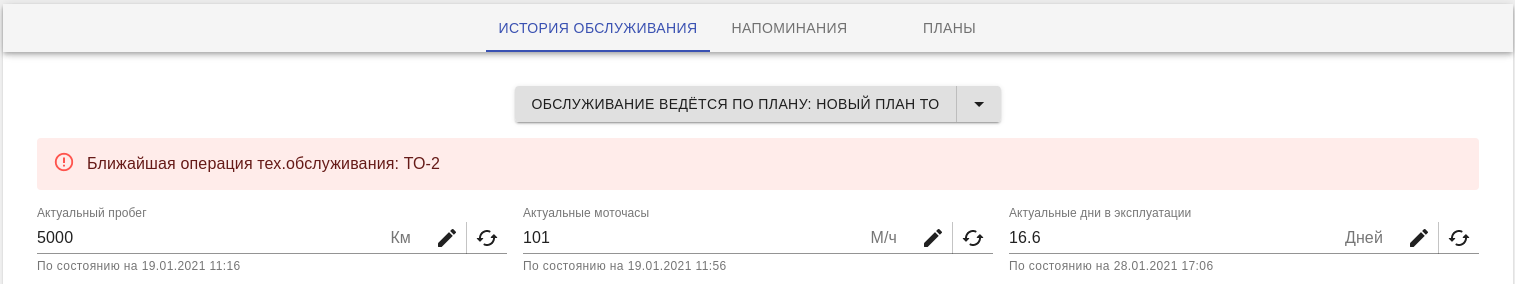 ИСТОРИЯ ОБСЛУЖИВАНИЯ НАПОМИНАНИЯ ПЛАНЫ
ОБСЛУЖИВАНИЕ ВЕДЁТСЯ ПО ПЛАНУ: НОВЫЙ ПЛАН ТО
Ближайшая операция тех.обслуживания: ТО-2
Актуальный пробег Актуальные моточасы Актуальные дни в эксплуатации
5000 Км 101 М/ч 16.6 Дней
По состоянию на 19.01.2021 11:16 По состоянию на 19.01.2021 11:56 По состоянию на 28.01.2021 17:06